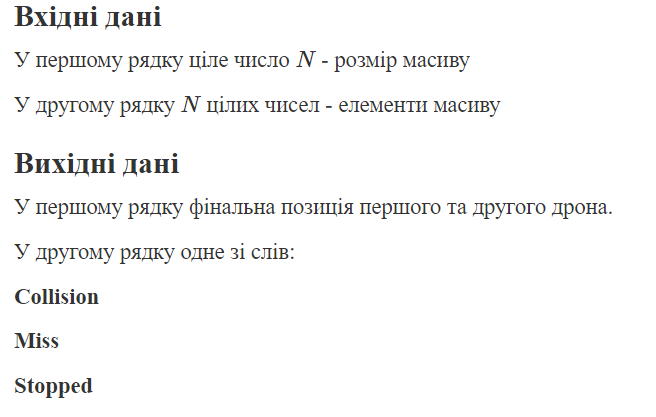 Вхідні дані
У першому рядку ціле число N - розмір масиву
У другому рядку N цілих чисел - елементи масиву
Вихідні дані
У першому рядку фінальна позиція першого та другого дрона.
У другому рядку одне зі слів:
Collision
Miss
Stopped